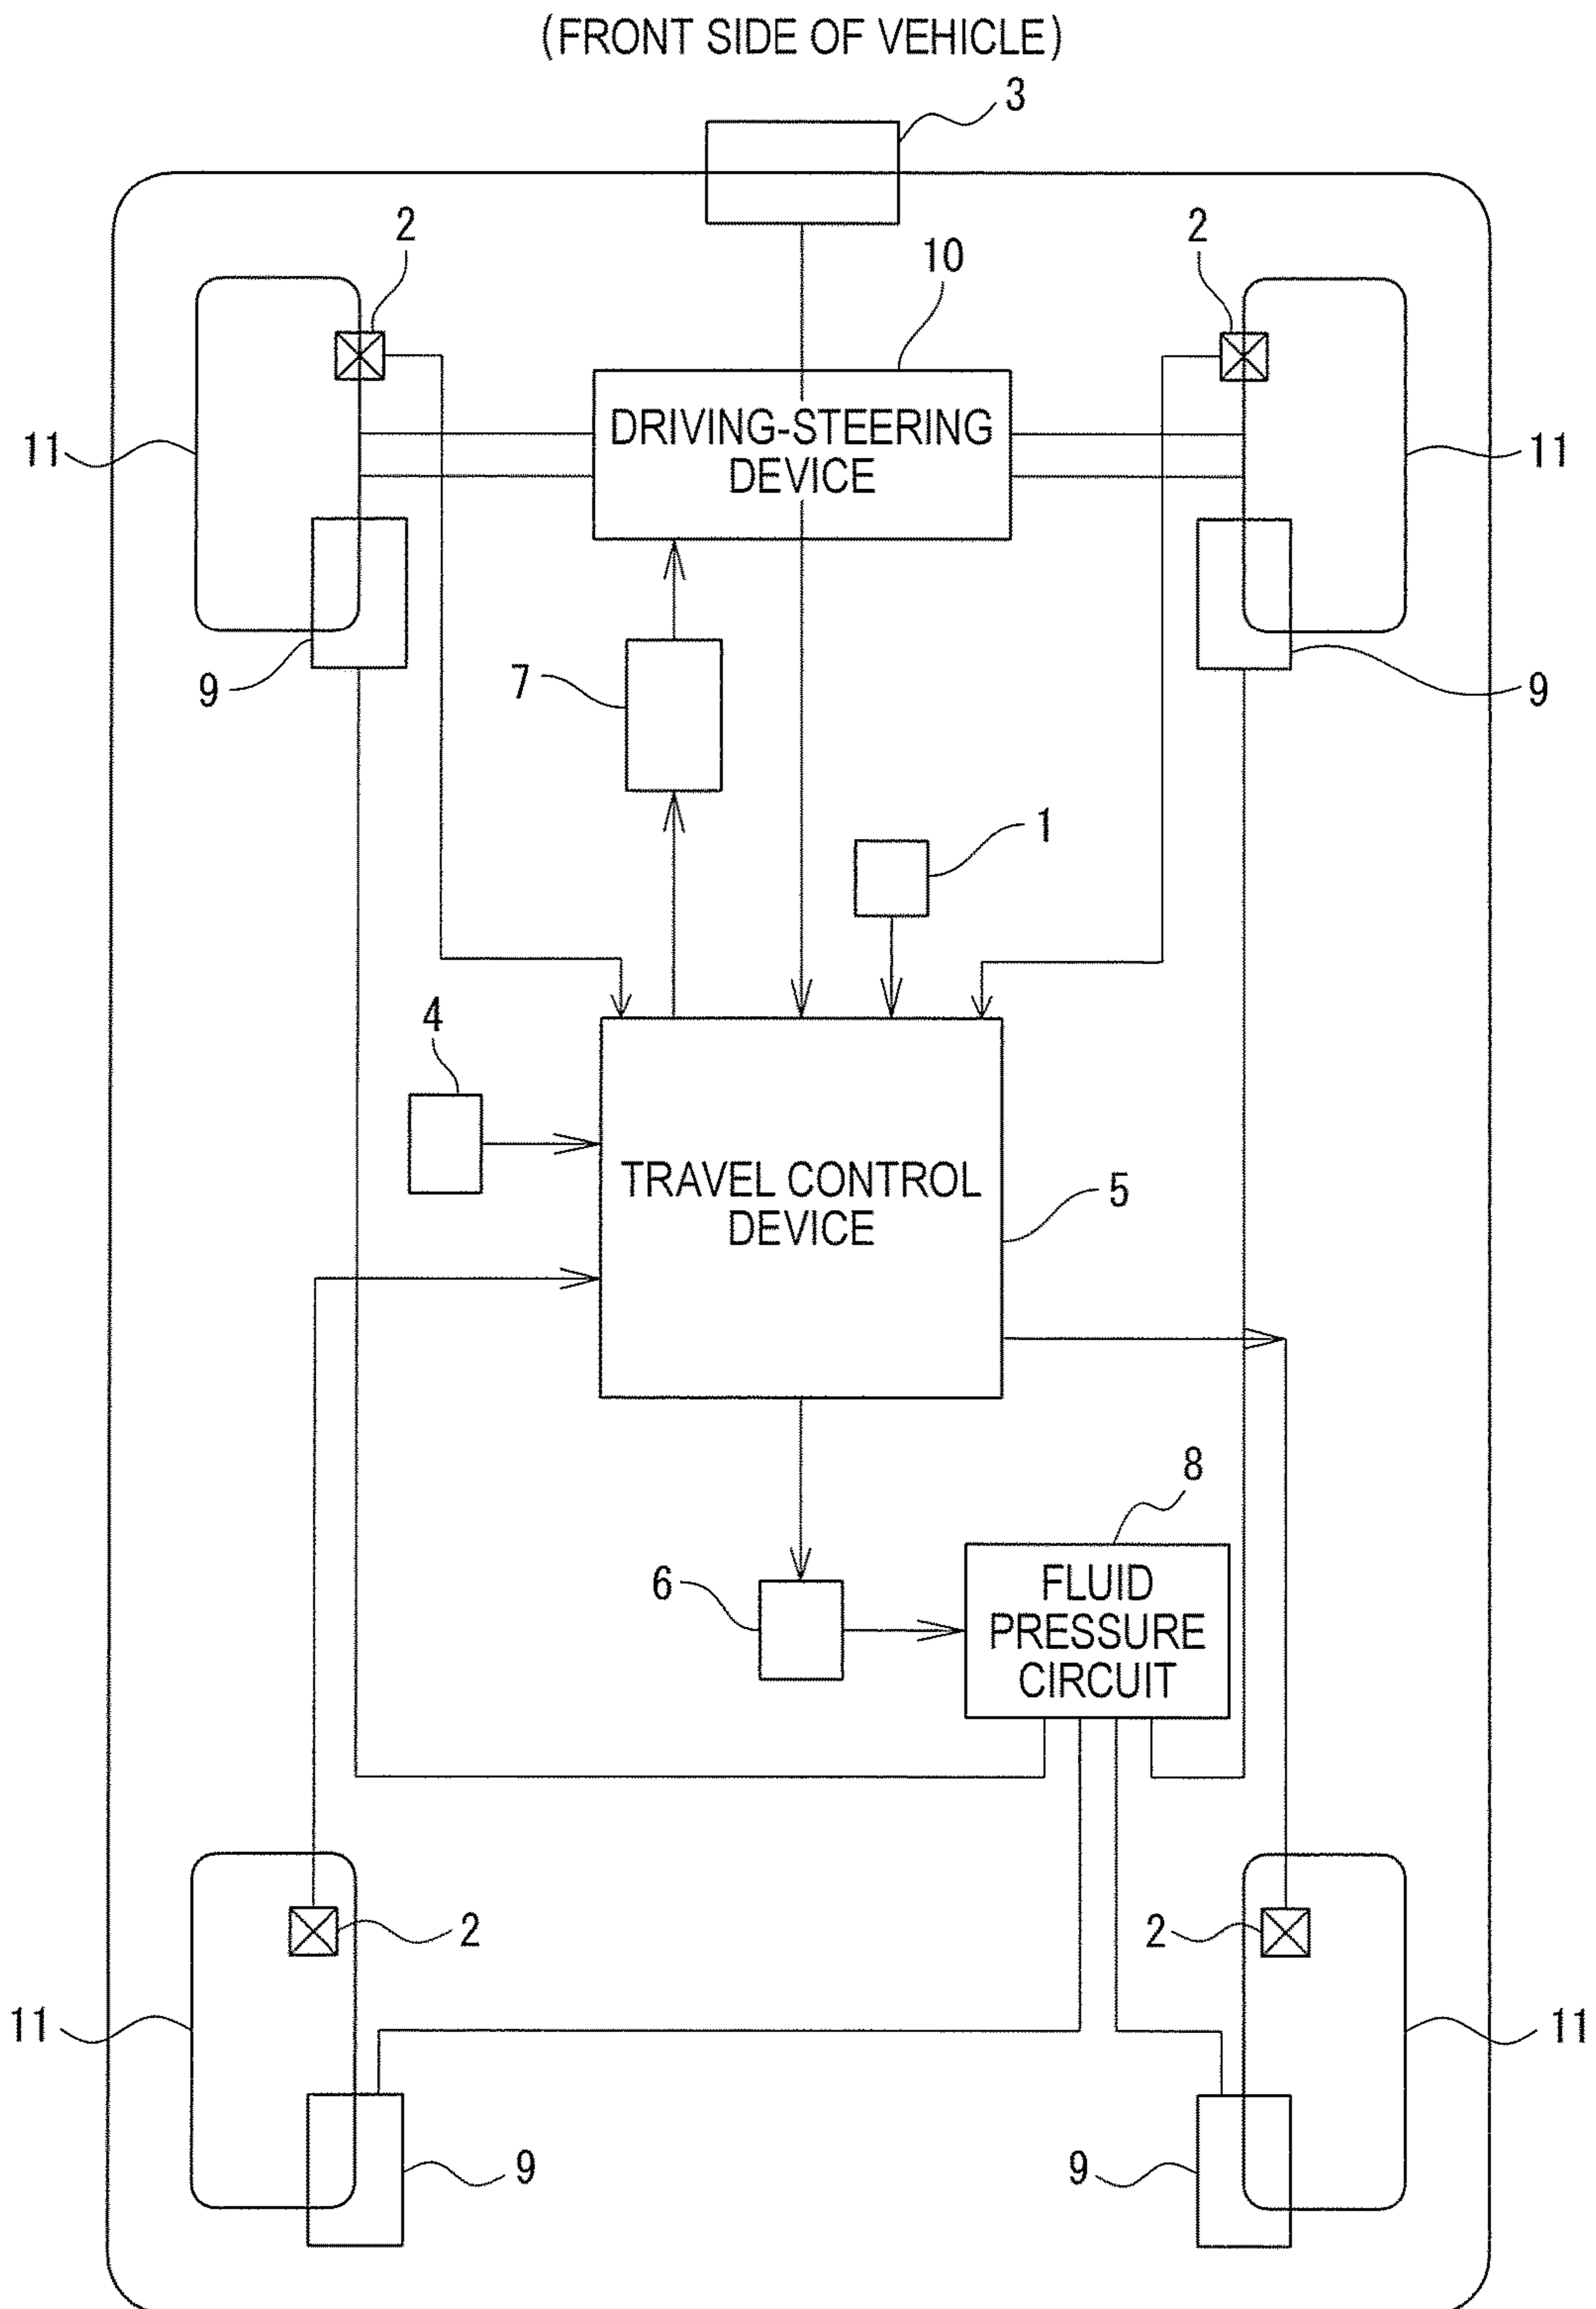 (FRONT SIDE OF VEHICLE)
3
2
2
10
DRIVING-STEERING
DEVICE
11
11
9
7
9
1
4
TRAVEL CONTROL
DEVICE
5
8
6
FLUID
PRESSURE
CIRCUIT
2
2
11
11
9
9